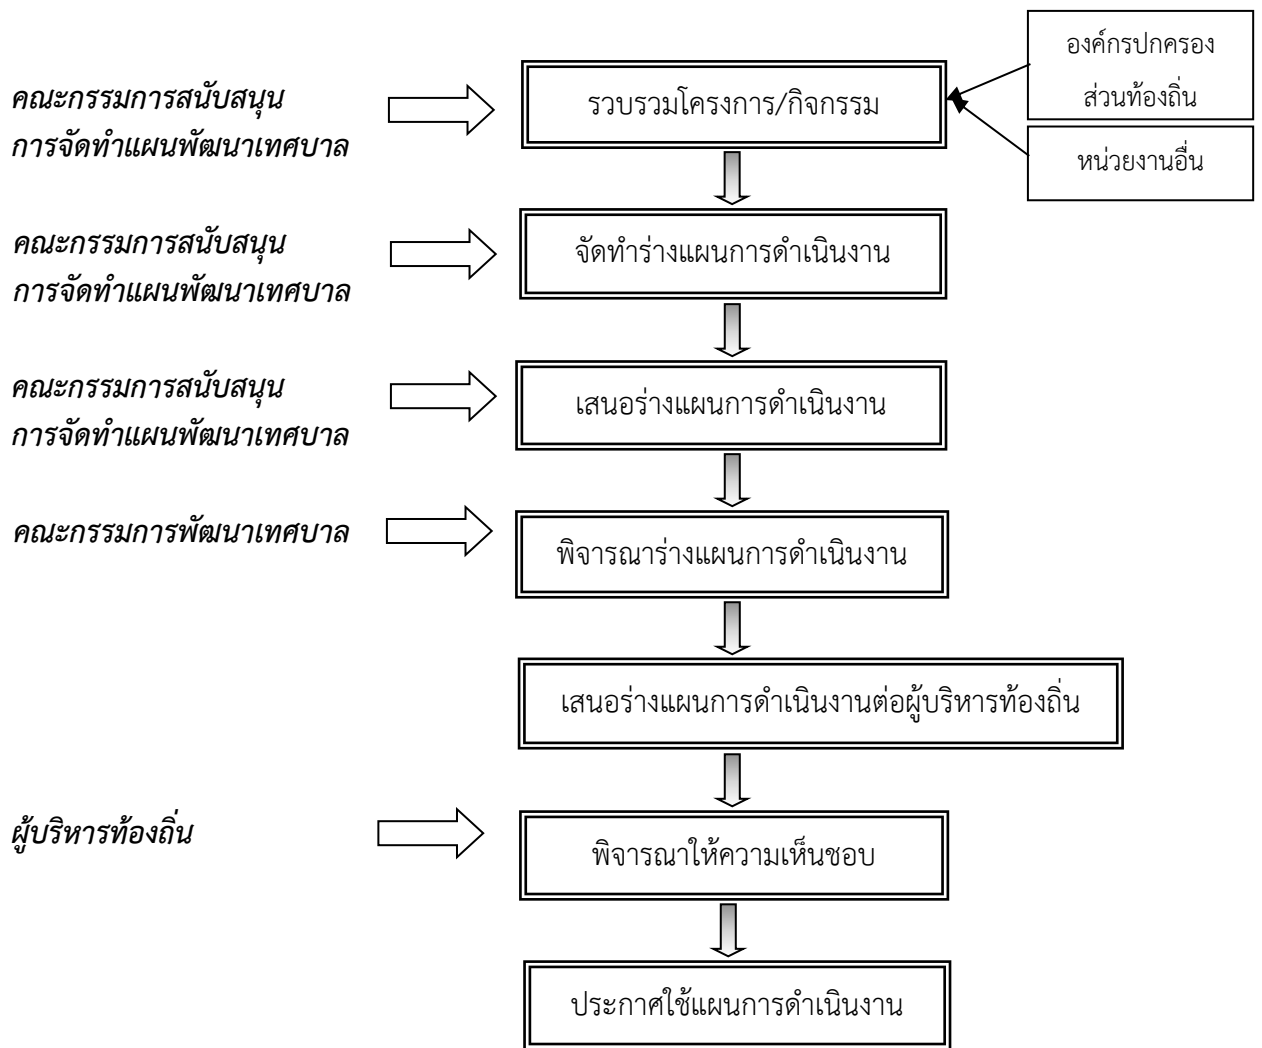 องค์กรปกครอง
ส่วนท้องถิ่น
คณะกรรมการสนับสนุน
การจัดทำแผนพัฒนาเทศบาล
รวบรวมโครงการ/กิจกรรม
หน่วยงานอื่น
คณะกรรมการสนับสนุน
การจัดทำแผนพัฒนาเทศบาล
จัดทำร่างแผนการดำเนินงาน
คณะกรรมการสนับสนุน
การจัดทำแผนพัฒนาเทศบาล
เสนอร่างแผนการดำเนินงาน
คณะกรรมการพัฒนาเทศบาล
พิจารณาร่างแผนการดำเนินงาน
เสนอร่างแผนการดำเนินงานต่อผู้บริหารท้องถิ่น
ผู้บริหารท้องถิ่น
พิจารณาให้ความเห็นชอบ
ประกาศใช้แผนการดำเนินงาน